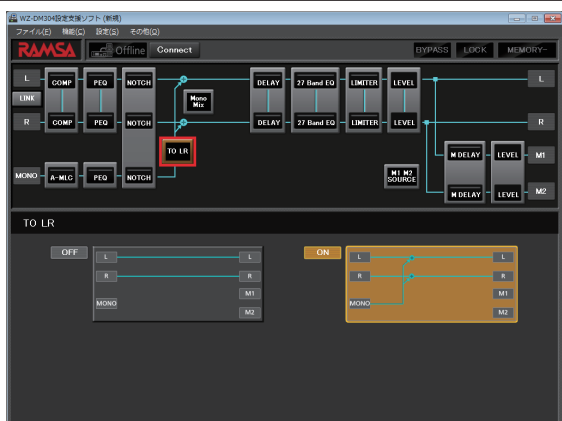 WZ-DM304設定支援ソフト (新規)
ファイル(F) 機能(C) 設定(S) その他(O)
RAMSA Offline Connect BYPASS LOCK MEMORY--
L COMP PEQ NOTCH DELAY 27 Band EQ LIMITER LEVEL L
LINK
Mono
Mix
R COMP PEQ NOTCH DELAY 27 Band EQ LIMITER LEVEL R
TO LR
M DELAY LEVEL M1
MONO A-MLC PEQ NOTCH
M1 M2
SOURCE
M DELAY LEVEL M2
TO LR
OFF
L L
R R
M1
MONO
M2
ON
L L
R R
M1
MONO
M2